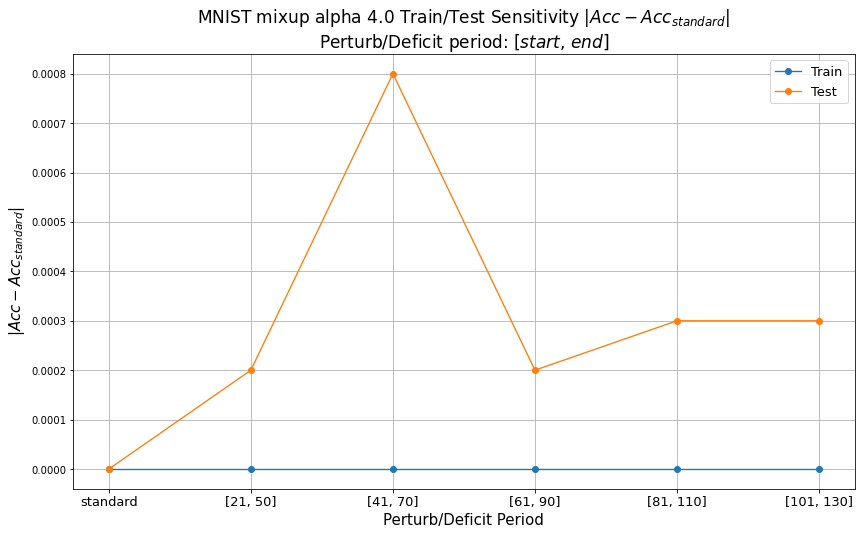 MNIST mixup alpha 4.0 Train/Test Sensitivity |Acc − Acc_standard|
Perturb/Deficit period: [start, end]
Train
Test
|Acc − Acc_standard|
0.0008
0.0007
0.0006
0.0005
0.0004
0.0003
0.0002
0.0001
0.0000
standard [21, 50] [41, 70] [61, 90] [81, 110] [101, 130]
Perturb/Deficit Period